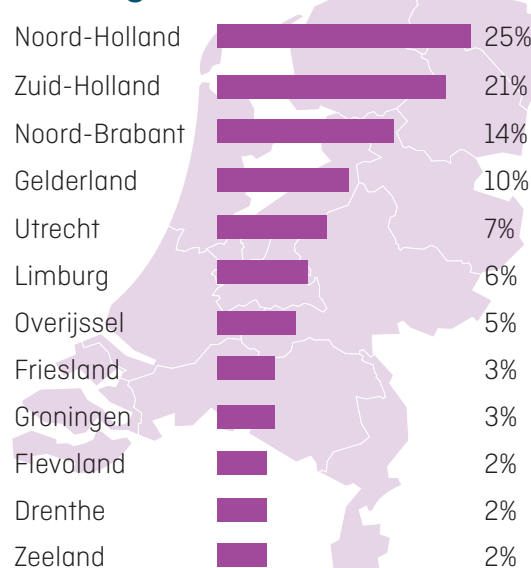 Noord-Holland 25%
Zuid-Holland 21%
Noord-Brabant 14%
Gelderland 10%
Utrecht 7%
Limburg 6%
Overijssel 5%
Friesland 3%
Groningen 3%
Flevoland 2%
Drenthe 2%
Zeeland 2%